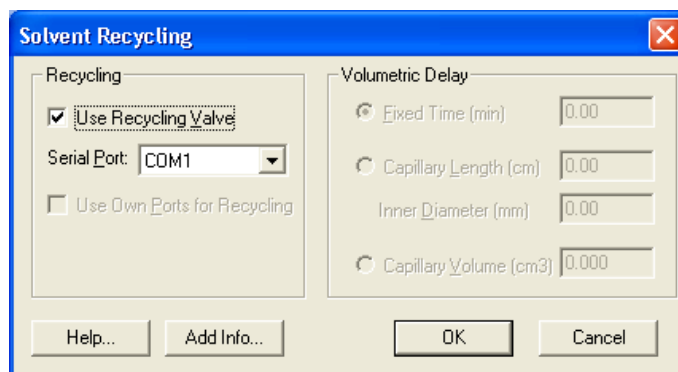 Solvent Recycling
Recycling
Use Recycling Valve
Serial Port: COM1
Use Own Ports for Recycling
Volumetric Delay
Fixed Time (min) 0.00
Capillary Length (cm) 0.00
Inner Diameter (mm) 0.00
Capillary Volume (cm3) 0.000
Help... Add Info... OK Cancel